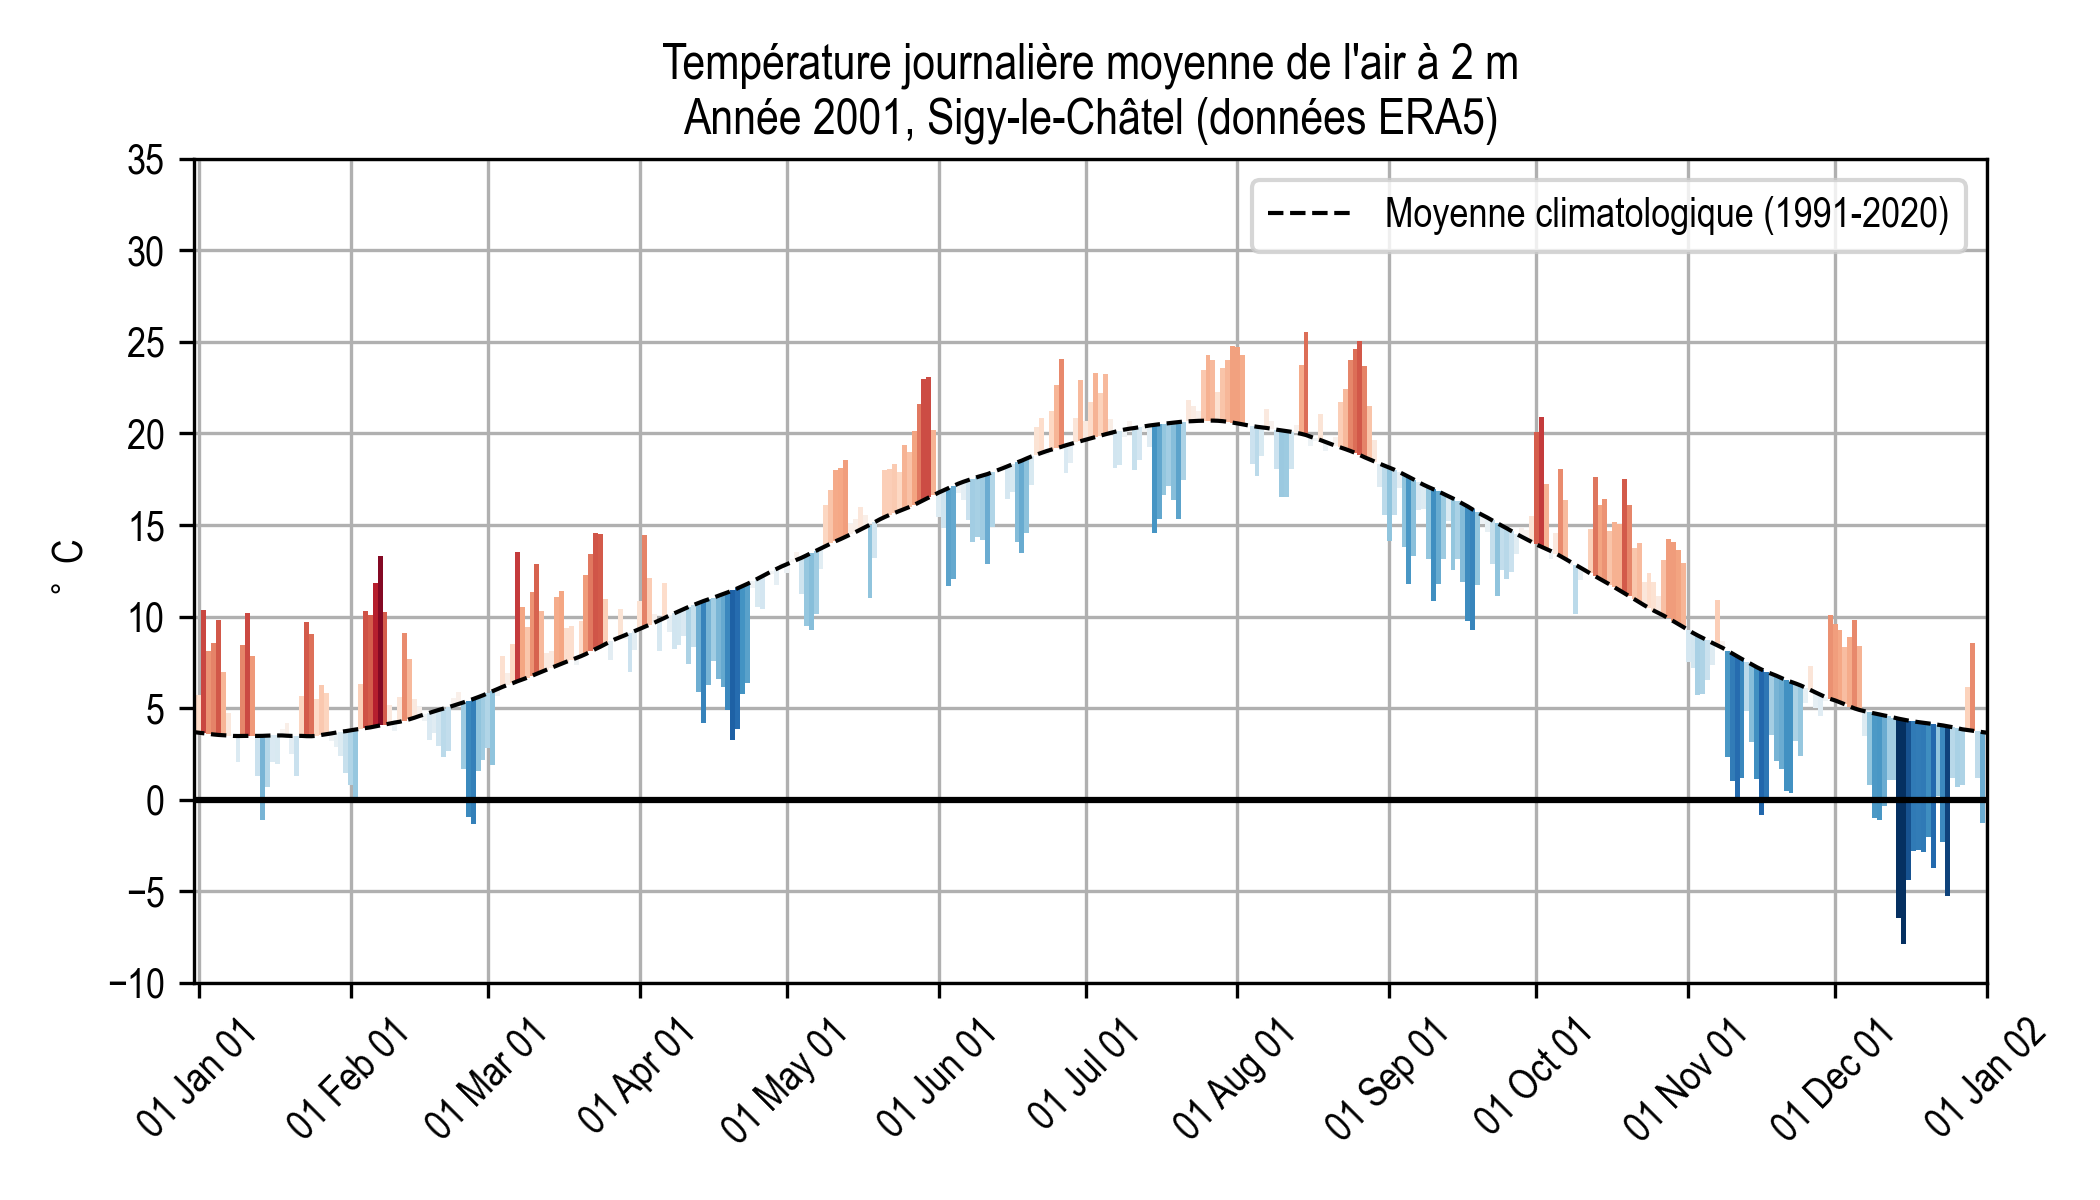 Température journalière moyenne de l'air à 2 m
Année 2001, Sigy-le-Châtel (données ERA5)
35
30
25
20
15
10
5
0
−5
−10
° C
Moyenne climatologique (1991-2020)
01 Jan 01
01 Feb 01
01 Mar 01
01 Apr 01
01 May 01
01 Jun 01
01 Jul 01
01 Aug 01
01 Sep 01
01 Oct 01
01 Nov 01
01 Dec 01
01 Jan 02